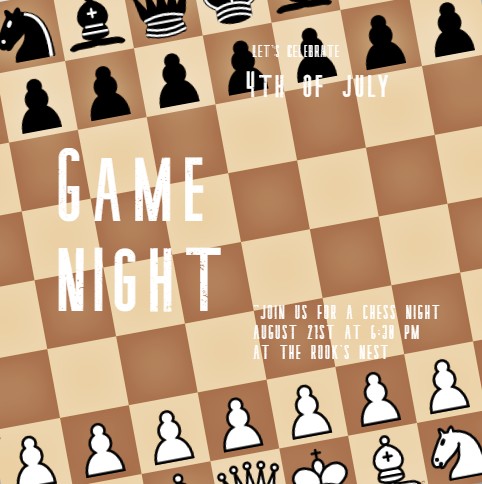 LET'S CELEBRATE
4TH OF JULY
GAME
NIGHT
"JOIN US FOR A CHESS NIGHT
AUGUST 21ST AT 6:30 PM
AT THE ROOK'S NEST